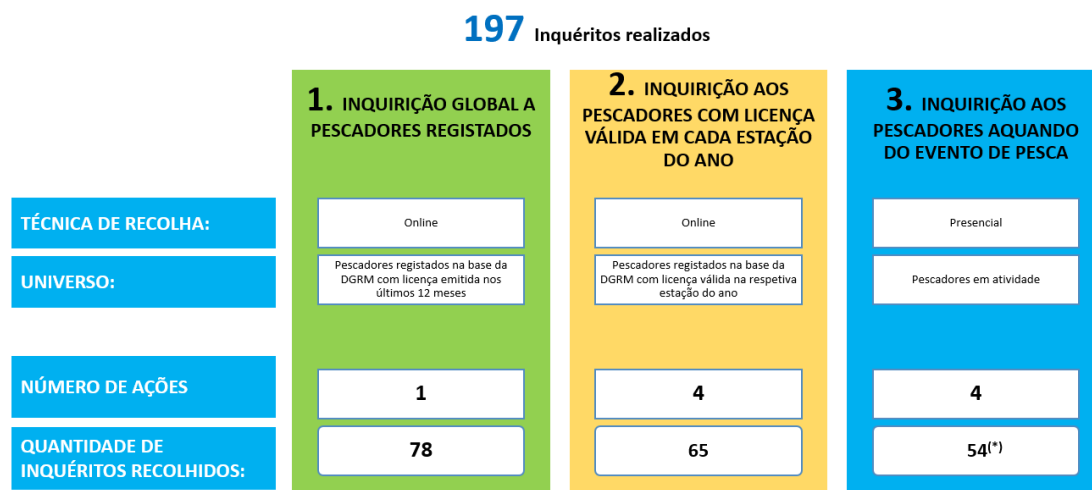 197 Inquéritos realizados
1. INQUIRIÇÃO GLOBAL A
PESCADORES REGISTADOS
2. INQUIRIÇÃO AOS
PESCADORES COM LICENÇA
VÁLIDA EM CADA ESTAÇÃO
DO ANO
3. INQUIRIÇÃO AOS
PESCADORES AQUANDO
DO EVENTO DE PESCA
TÉCNICA DE RECOLHA:
Online
Online
Presencial
UNIVERSO:
Pescadores registados na base da
DGRM com licença emitida nos
últimos 12 meses
Pescadores registados na base da
DGRM com licença válida na respetiva
estação do ano
Pescadores em atividade
NÚMERO DE AÇÕES
1
4
4
QUANTIDADE DE
INQUÉRITOS RECOLHIDOS:
78
65
54(*)